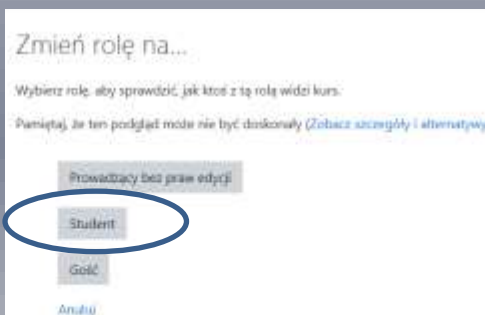 Zmień rolę na...
Wybierz rolę, aby sprawdzić, jak ktoś z tą rolą widzi kurs.
Pamiętaj, że ten podgląd może nie być doskonały (Zobacz szczegóły i alternatywy
Prowadzący bez praw edycji
Student
Gość
Anuluj